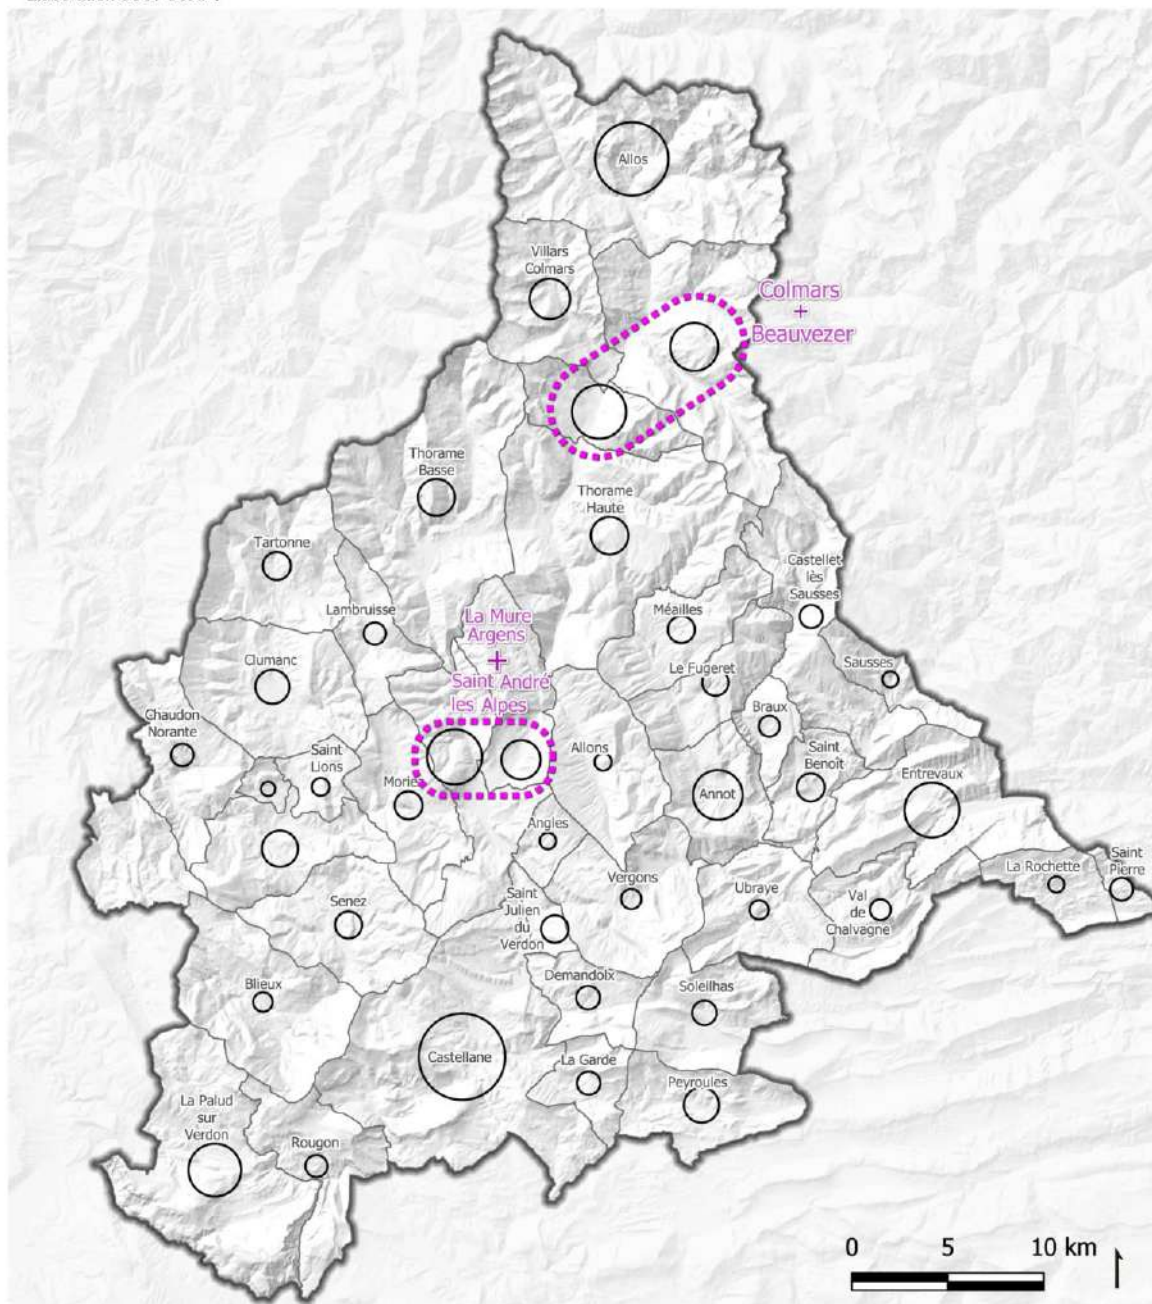 Allos
Villars
Colmars
Colmars
+
Beauvezer
Thorame
Basse
Thorame
Haute
Tartonne
Castellet
lès
Sausses
Lambruisse
La Mure
Argens
+
Saint André
les Alpes
Méailles
Clumanc
Le Fugeret
Sausses
Chaudon
Norante
Braux
Saint
Lions
Allons
Saint
Benoît
Entrevaux
Moriez
Annot
Angles
Saint
Pierre
La Rochette
Vergons
Ubraye
Val
de
Chalvagne
Senez
Saint
Julien
du
Verdon
Blieux
Demandolx
Soleilhas
Castellane
La Garde
Peyroules
La Palud
sur
Verdon
Rougon
0 5 10 km